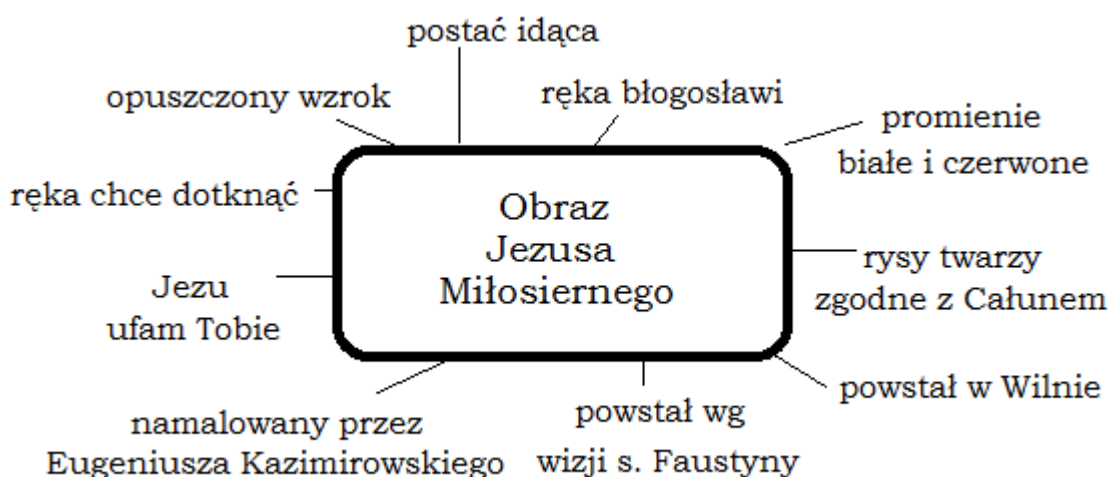 postać idąca
opuszczony wzrok
ręka błogosławi
promienie
białe i czerwone
ręka chce dotknąć
Obraz
Jezusa
Miłosiernego
rysy twarzy
zgodne z Całunem
Jezu
ufam Tobie
powstał w Wilnie
namalowany przez
Eugeniusza Kazimirowskiego
powstał wg
wizji s. Faustyny